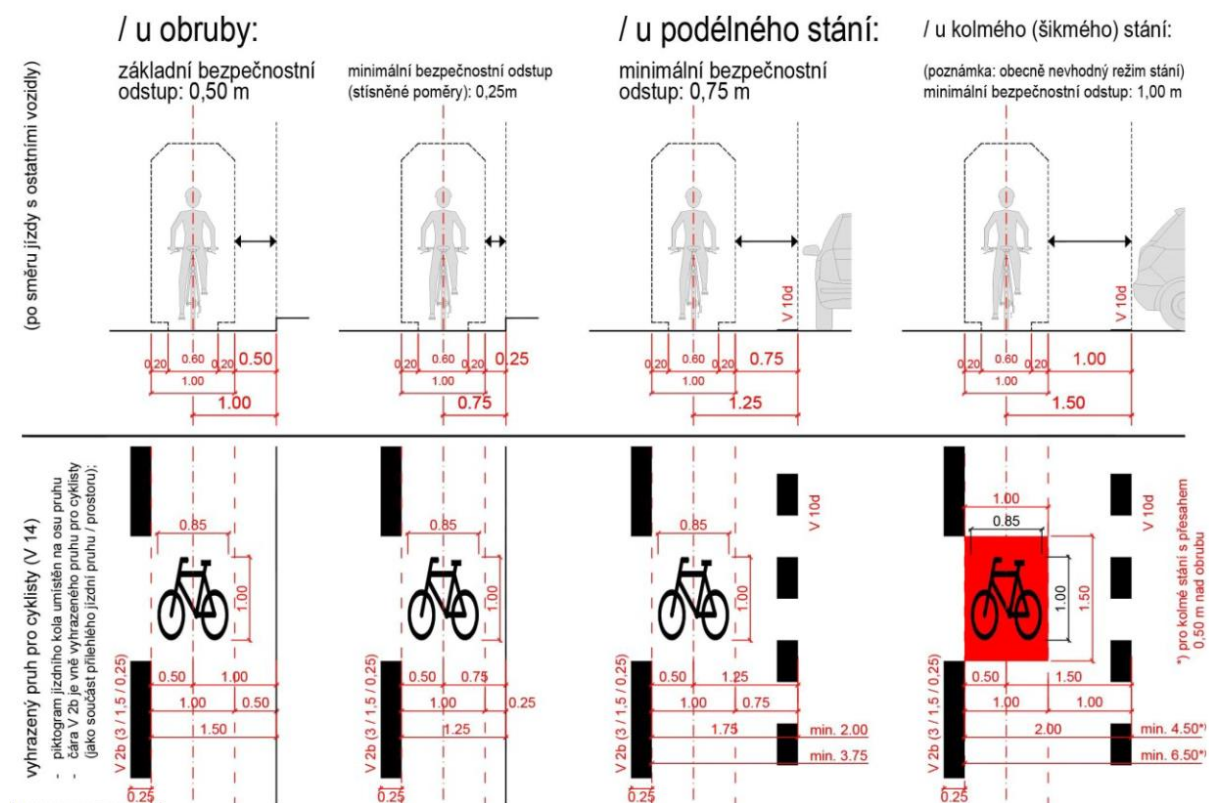 / u obruby:
základní bezpečnostní
odstup: 0,50 m
minimální bezpečnostní odstup
(stísněné poměry): 0,25m
/ u podélného stání:
minimální bezpečnostní
odstup: 0,75 m
/ u kolmého (šikmého) stání:
(poznámka: obecně nevhodný režim stání)
minimální bezpečnostní odstup: 1,00 m
(po směru jízdy s ostatními vozidly)
V 10d
V 10d
0.20 0.60 0.20 0.50
1.00
1.00
0.20 0.60 0.20 0.25
1.00
0.75
0.20 0.60 0.20 0.75
1.00
1.25
0.20 0.60 0.20 1.00
1.00
1.50
vyhrazený pruh pro cyklisty (V 14)
- piktogram jízdního kola umístěn na osu pruhu
- čára V 2b je vně vyhrazeného pruhu pro cyklisty
(jako součást přilehlého jízdní pruhu / prostoru);
0.85
1.00
V 2b (3 / 1,5 / 0,25)
0.50 1.00
1.00 0.50
1.50
0.25
0.85
1.00
V 2b (3 / 1,5 / 0,25)
0.50 0.75
1.00 0.25
1.25
0.25
V 10d
0.85
1.00
V 2b (3 / 1,5 / 0,25)
0.50 1.25
1.00 0.75
1.75 min. 2.00
min. 3.75
0.25
V 10d
1.00
0.85
1.00
1.50
V 2b (3 / 1,5 / 0,25)
0.50 1.50
1.00 1.00
2.00 min. 4.50*)
min. 6.50*)
0.25
*) pro kolmé stání s přesahem
0,50 m nad obrubu